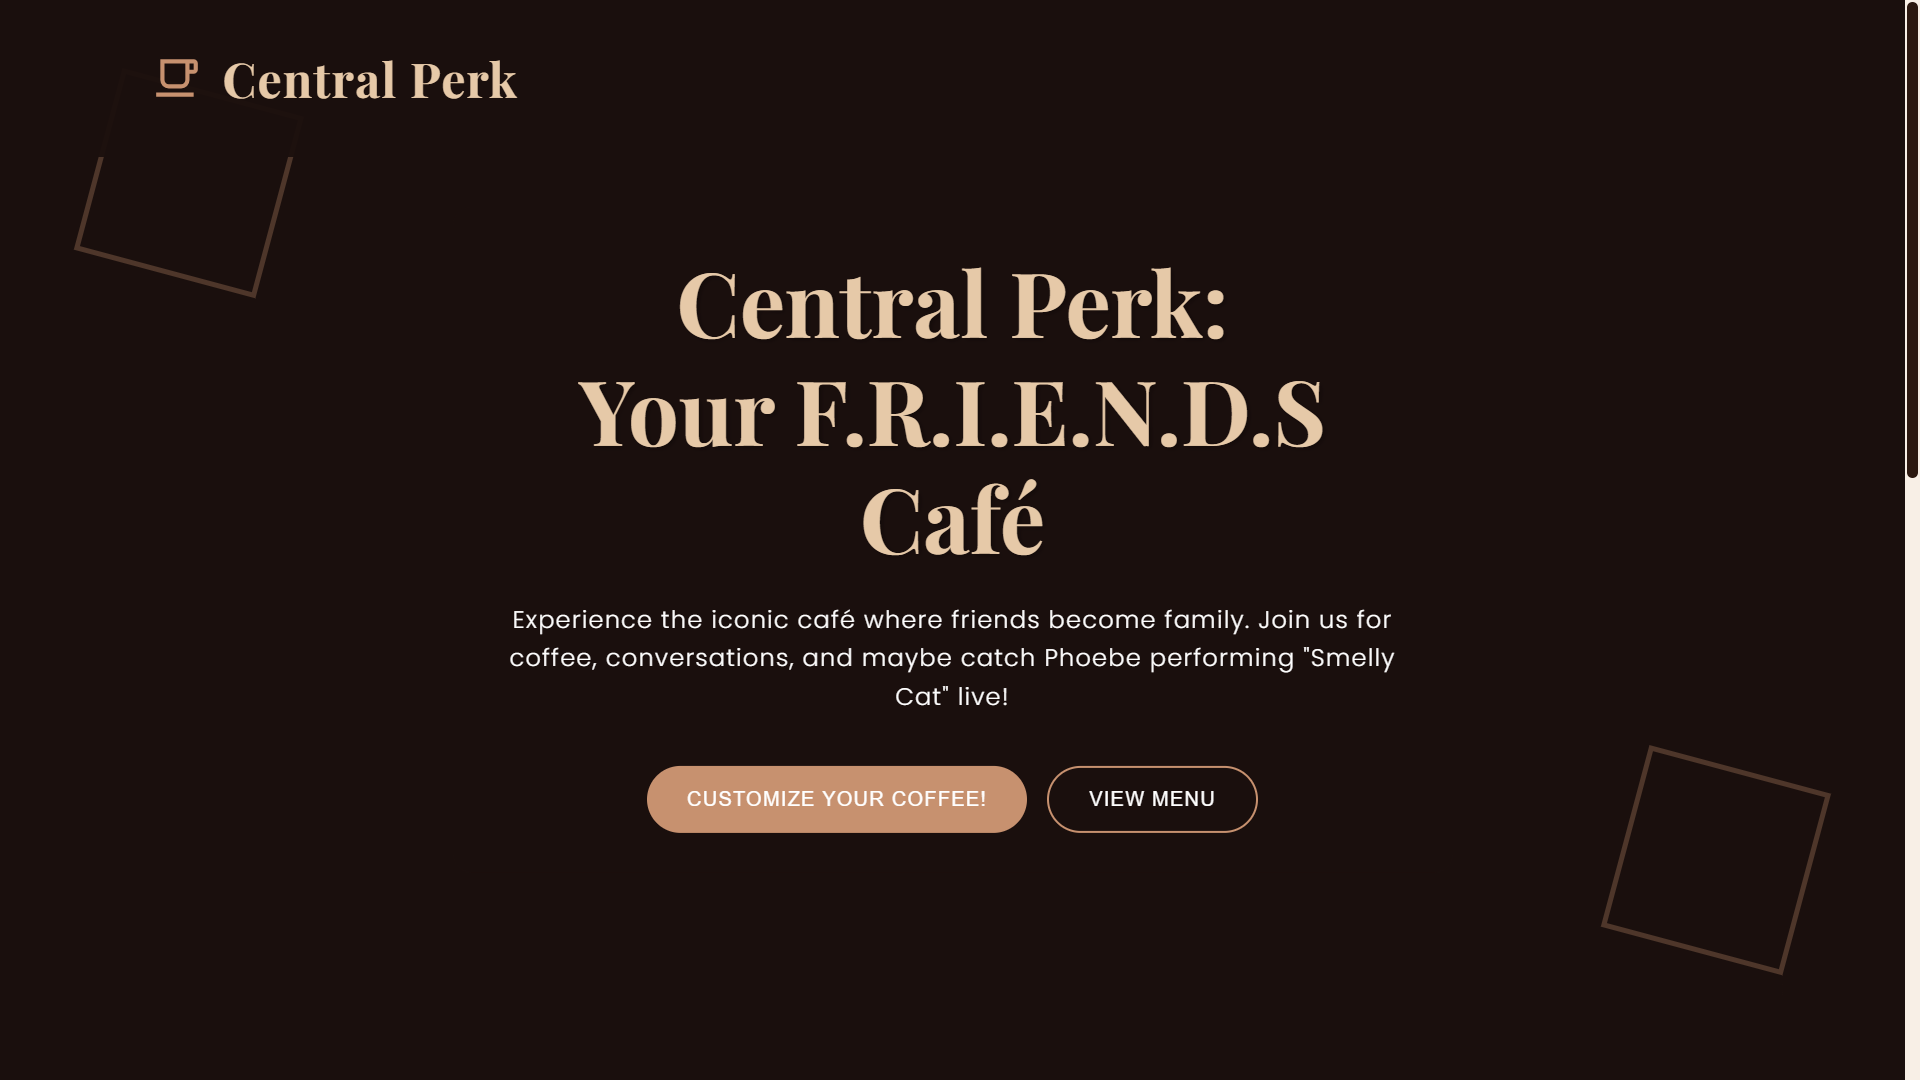 Central Perk
Central Perk:
Your F.R.I.E.N.D.S
Café
Experience the iconic café where friends become family. Join us for
coffee, conversations, and maybe catch Phoebe performing "Smelly
Cat" live!
CUSTOMIZE YOUR COFFEE!
VIEW MENU